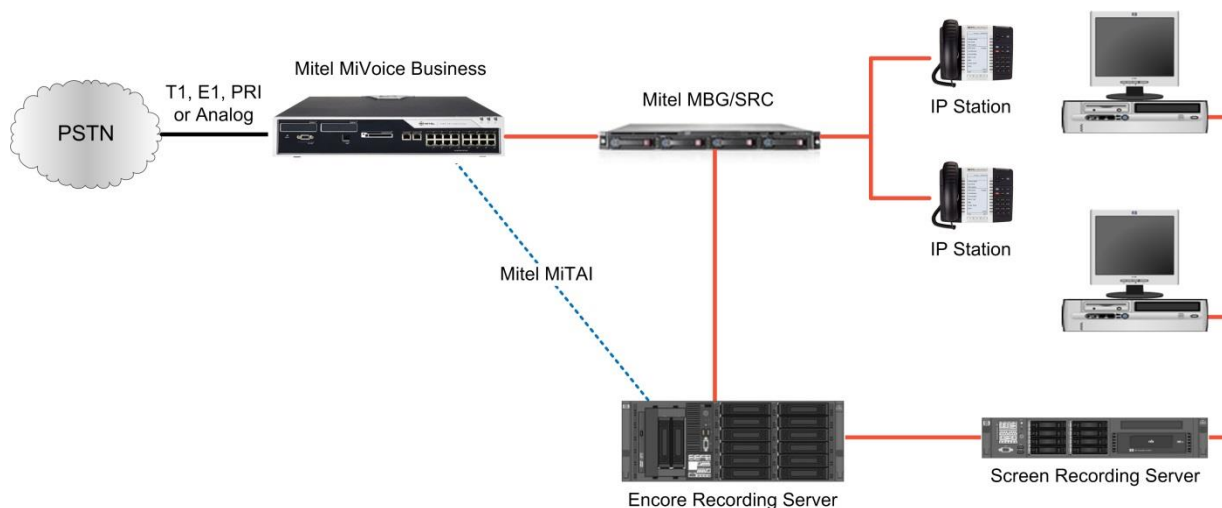 Mitel MiVoice Business
T1, E1, PRI
or Analog
PSTN
Mitel MBG/SRC
IP Station
IP Station
Mitel MiTAI
Encore Recording Server
Screen Recording Server